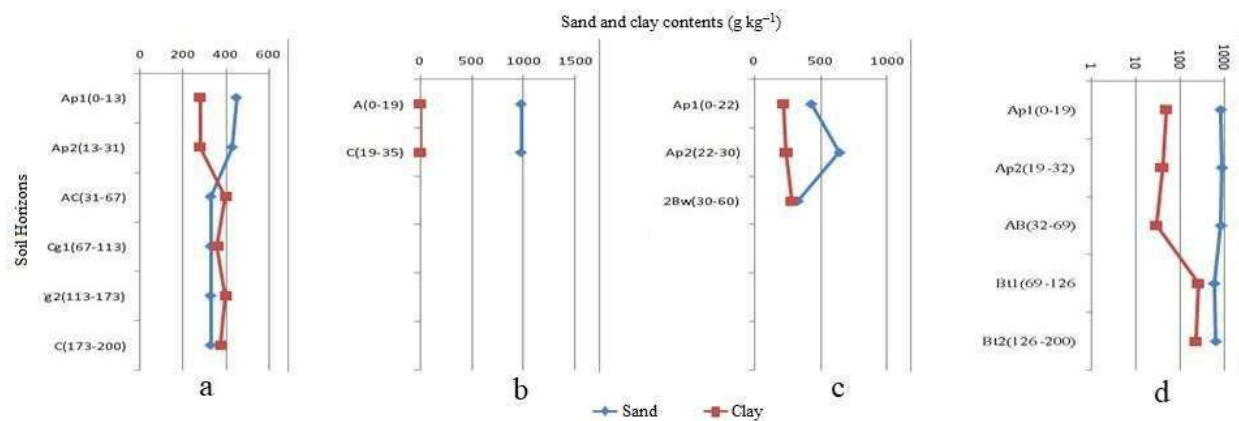 Sand and clay contents (g kg⁻¹)
Soil Horizons
0 200 400 600
Ap1(0-13)
Ap2(13-31)
AC(31-67)
Cg1(67-113)
'g2(113-173)
C(173-200)
a
0 500 1000 1500
A(0-19)
C(19-35)
b
0 500 1000
Ap1(0-22)
Ap2(22-30)
2Bw(30-60)
c
1 10 100 1000
Ap1(0-19)
Ap2(19-32)
AB(32-69)
Bt1(69-126
Bt2(126-200)
d
Sand Clay